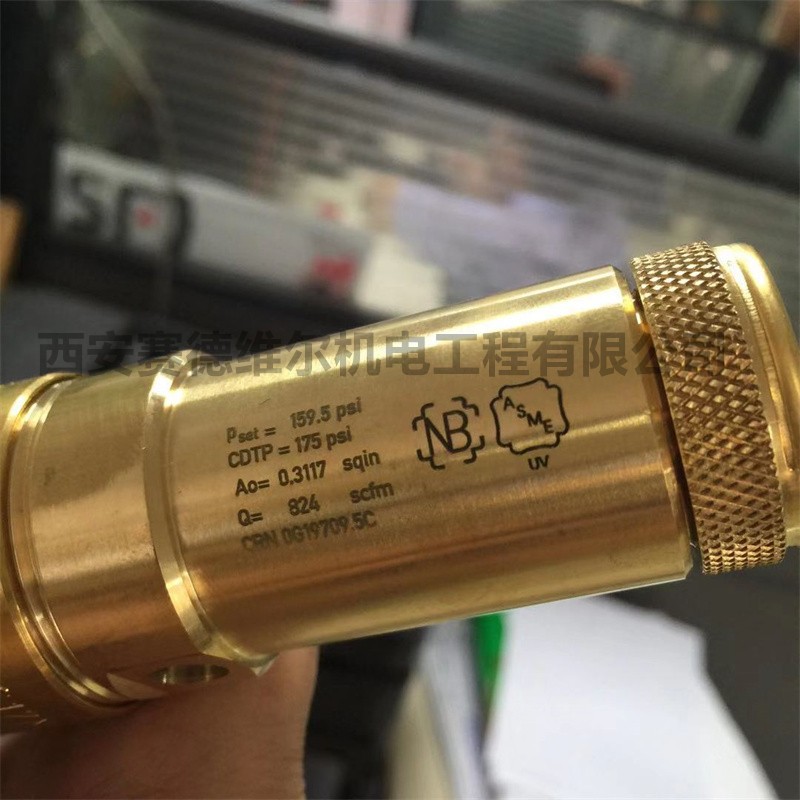 西安赛德维尔机电工程有限公司
Pset = 159.5 psi
CDTP = 175 psi
Ao= 0.3117 sqin
Q= 824 scfm
CRN 0G19709.5C
NB
ASME
UV